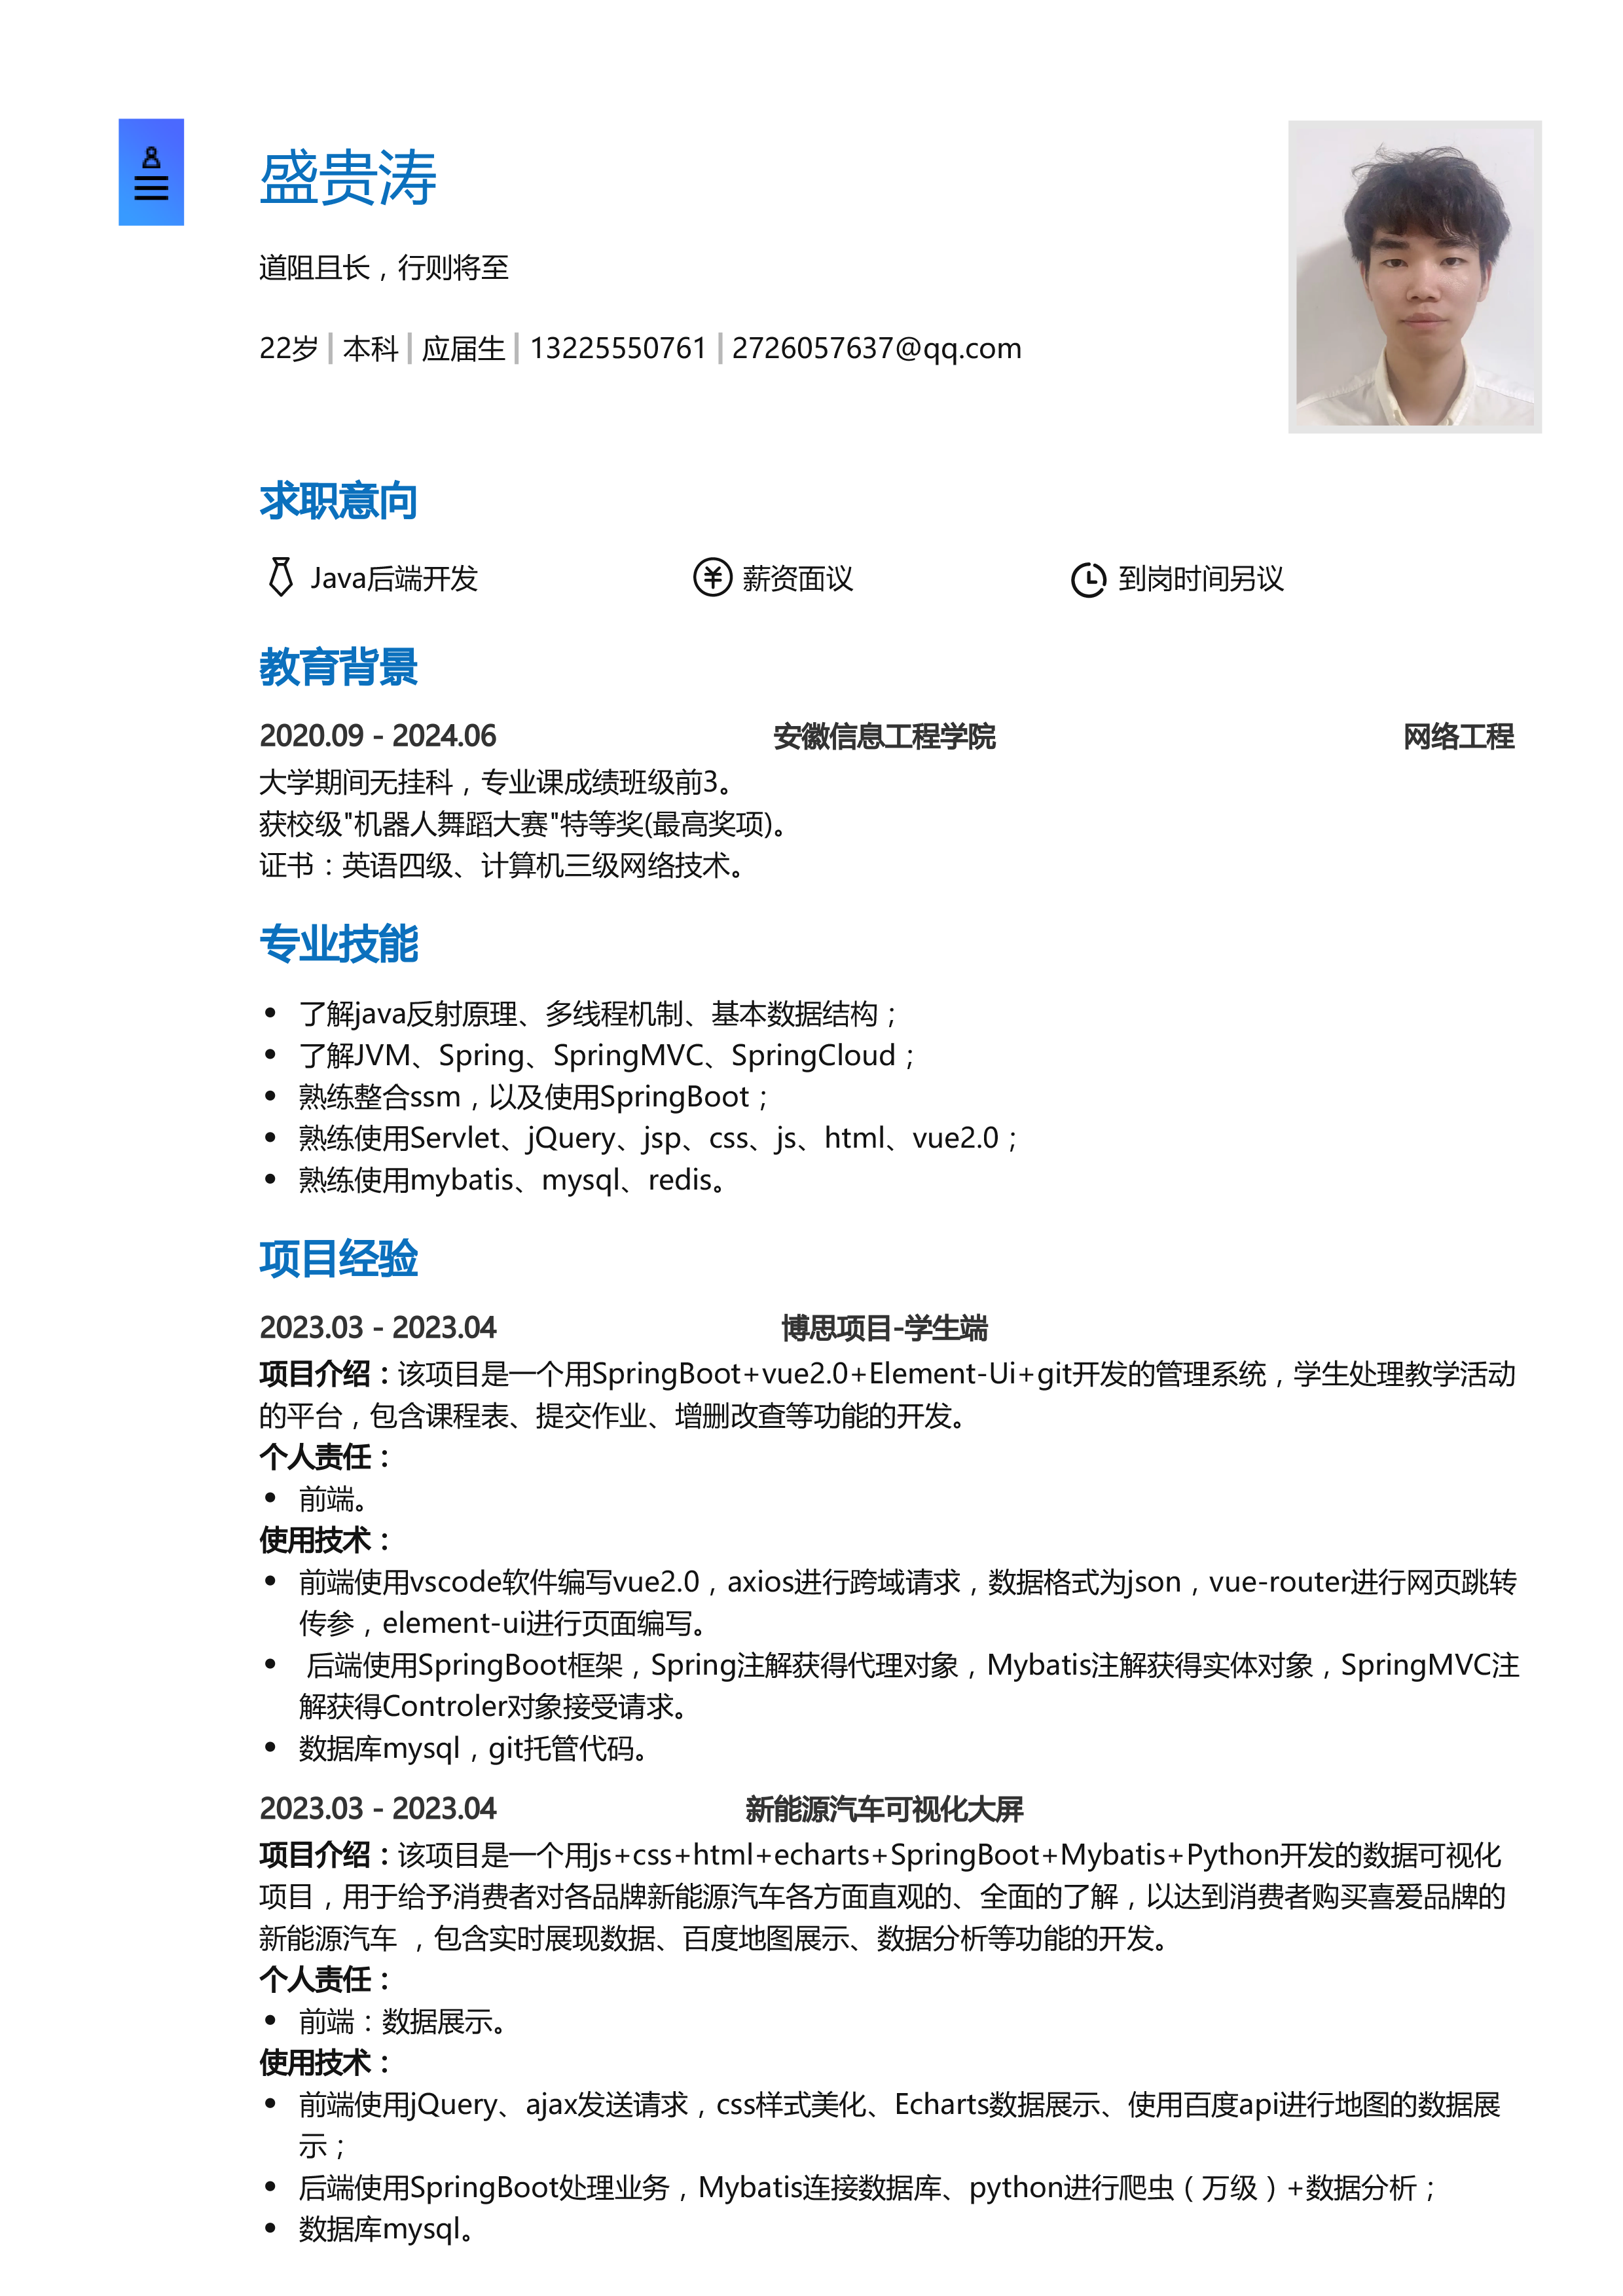 盛贵涛
道阻且长，行则将至
22岁 | 本科 | 应届生 | 13225550761 | 2726057637@qq.com
求职意向
Java后端开发 薪资面议 到岗时间另议
教育背景
2020.09 - 2024.06 安徽信息工程学院 网络工程
大学期间无挂科，专业课成绩班级前3。
获校级"机器人舞蹈大赛"特等奖(最高奖项)。
证书：英语四级、计算机三级网络技术。
专业技能
• 了解java反射原理、多线程机制、基本数据结构；
• 了解JVM、Spring、SpringMVC、SpringCloud；
• 熟练整合ssm，以及使用SpringBoot；
• 熟练使用Servlet、jQuery、jsp、css、js、html、vue2.0；
• 熟练使用mybatis、mysql、redis。
项目经验
2023.03 - 2023.04 博思项目-学生端
项目介绍：该项目是一个用SpringBoot+vue2.0+Element-Ui+git开发的管理系统，学生处理教学活动
的平台，包含课程表、提交作业、增删改查等功能的开发。
个人责任：
• 前端。
使用技术：
• 前端使用vscode软件编写vue2.0，axios进行跨域请求，数据格式为json，vue-router进行网页跳转
传参，element-ui进行页面编写。
• 后端使用SpringBoot框架，Spring注解获得代理对象，Mybatis注解获得实体对象，SpringMVC注
解获得Controler对象接受请求。
• 数据库mysql，git托管代码。
2023.03 - 2023.04 新能源汽车可视化大屏
项目介绍：该项目是一个用js+css+html+echarts+SpringBoot+Mybatis+Python开发的数据可视化
项目，用于给予消费者对各品牌新能源汽车各方面直观的、全面的了解，以达到消费者购买喜爱品牌的
新能源汽车 ，包含实时展现数据、百度地图展示、数据分析等功能的开发。
个人责任：
• 前端：数据展示。
使用技术：
• 前端使用jQuery、ajax发送请求，css样式美化、Echarts数据展示、使用百度api进行地图的数据展
示；
• 后端使用SpringBoot处理业务，Mybatis连接数据库、python进行爬虫（万级）+数据分析；
• 数据库mysql。